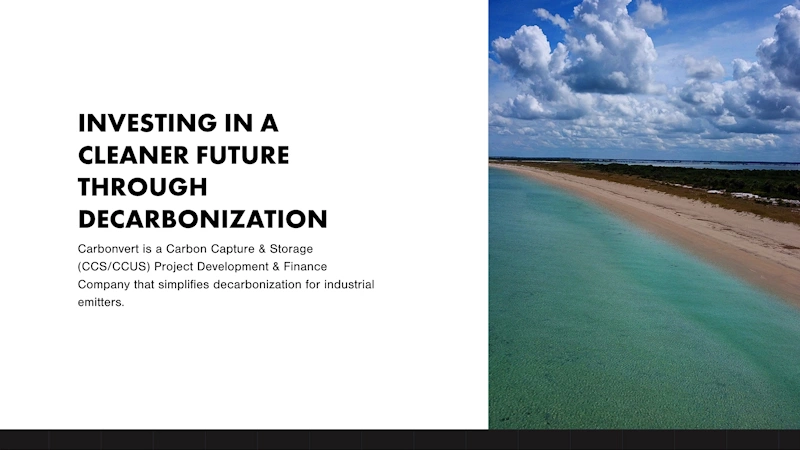 INVESTING IN A
CLEANER FUTURE
THROUGH
DECARBONIZATION
Carbonvert is a Carbon Capture & Storage
(CCS/CCUS) Project Development & Finance
Company that simplifies decarbonization for industrial
emitters.